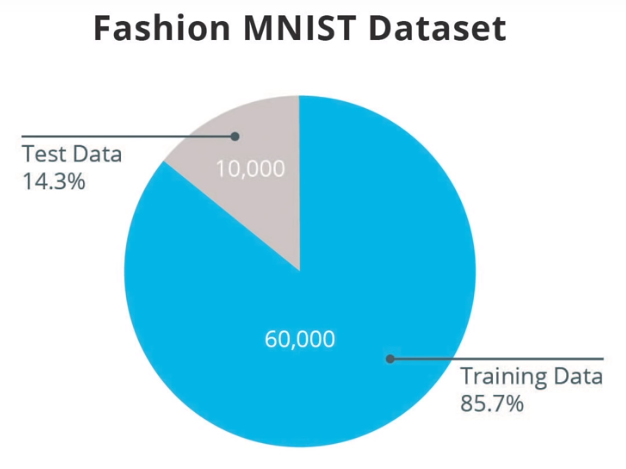 Fashion MNIST Dataset
Test Data
14.3%
10,000
60,000
Training Data
85.7%